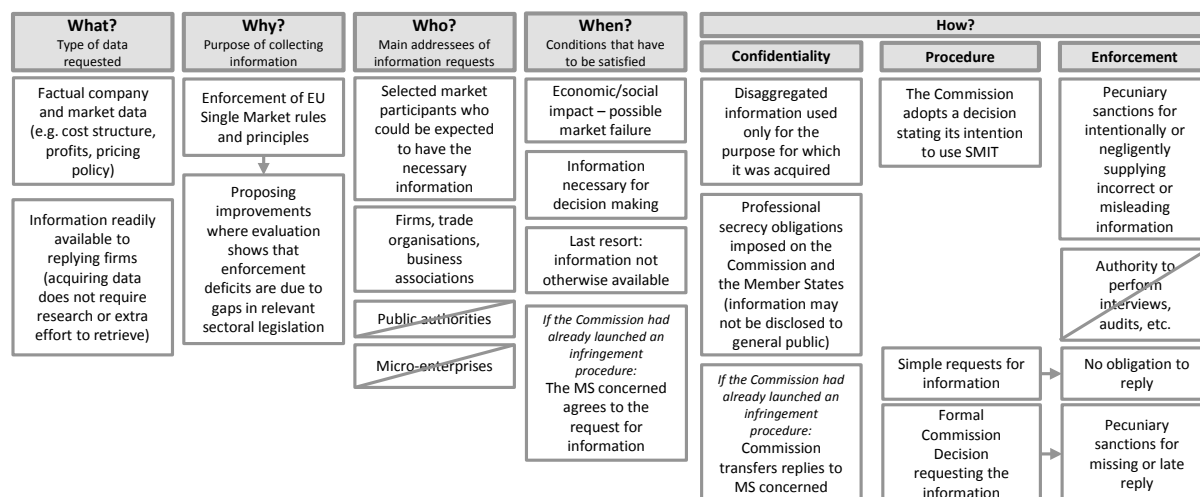 What?
Type of data
requested
Factual company
and market data
(e.g. cost structure,
profits, pricing
policy)
Information readily
available to
replying firms
(acquiring data
does not require
research or extra
effort to retrieve)
Why?
Purpose of collecting
information
Enforcement of EU
Single Market rules
and principles
Proposing
improvements
where evaluation
shows that
enforcement
deficits are due to
gaps in relevant
sectoral legislation
Who?
Main addressees of
information requests
Selected market
participants who
could be expected
to have the
necessary
information
Firms, trade
organisations,
business
associations
Public authorities
Micro-enterprises
When?
Conditions that have
to be satisfied
Economic/social
impact – possible
market failure
Information
necessary for
decision making
Last resort:
information not
otherwise available
If the Commission had
already launched an
infringement
procedure:
The MS concerned
agrees to the
request for
information
How?
Confidentiality
Disaggregated
information used
only for the
purpose for which
it was acquired
Professional
secrecy obligations
imposed on the
Commission and
the Member States
(information may
not be disclosed to
general public)
If the Commission had
already launched an
infringement
procedure:
Commission
transfers replies to
MS concerned
Procedure
The Commission
adopts a decision
stating its intention
to use SMIT
Simple requests for
information
Formal
Commission
Decision
requesting the
information
Enforcement
Pecuniary
sanctions for
intentionally or
negligently
supplying
incorrect or
misleading
information
Authority to
perform
interviews,
audits, etc.
No obligation to
reply
Pecuniary
sanctions for
missing or late
reply